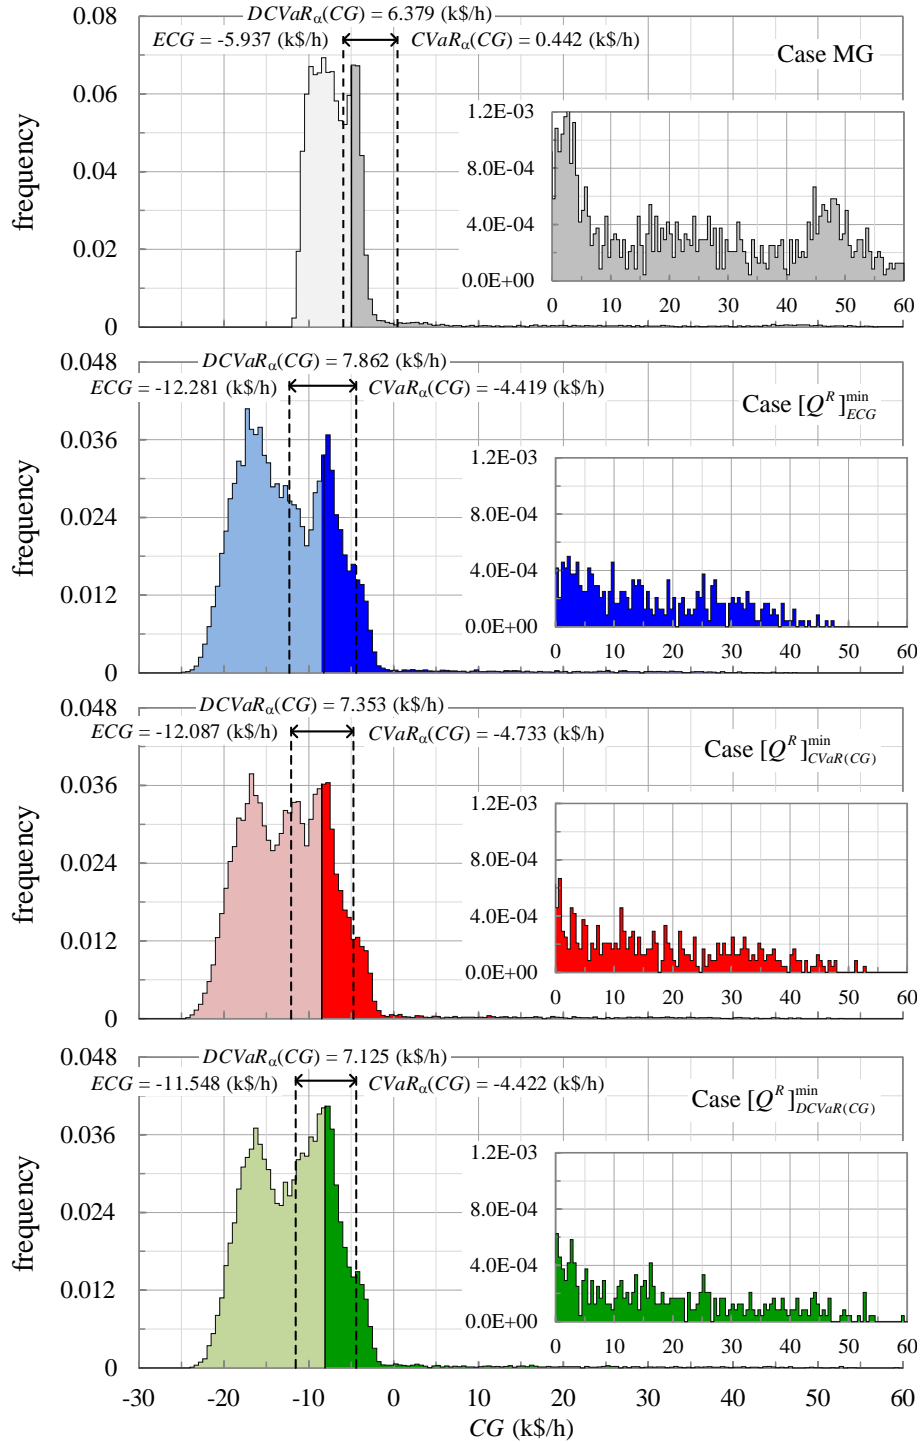 DCVaRα(CG) = 6.379 (k$/h)
ECG = -5.937 (k$/h) CVaRα(CG) = 0.442 (k$/h)
Case MG
frequency
0.08
0.06
0.04
0.02
0
1.2E-03
8.0E-04
4.0E-04
0.0E+00
0 10 20 30 40 50 60
DCVaRα(CG) = 7.862 (k$/h)
ECG = -12.281 (k$/h) CVaRα(CG) = -4.419 (k$/h)
Case [Q^R]^min_ECG
frequency
0.048
0.036
0.024
0.012
0
1.2E-03
8.0E-04
4.0E-04
0.0E+00
0 10 20 30 40 50 60
DCVaRα(CG) = 7.353 (k$/h)
ECG = -12.087 (k$/h) CVaRα(CG) = -4.733 (k$/h)
Case [Q^R]^min_CVaR(CG)
frequency
0.048
0.036
0.024
0.012
0
1.2E-03
8.0E-04
4.0E-04
0.0E+00
0 10 20 30 40 50 60
DCVaRα(CG) = 7.125 (k$/h)
ECG = -11.548 (k$/h) CVaRα(CG) = -4.422 (k$/h)
Case [Q^R]^min_DCVaR(CG)
frequency
0.048
0.036
0.024
0.012
0
1.2E-03
8.0E-04
4.0E-04
0.0E+00
0 10 20 30 40 50 60
-30 -20 -10 0 10 20 30 40 50 60
CG (k$/h)